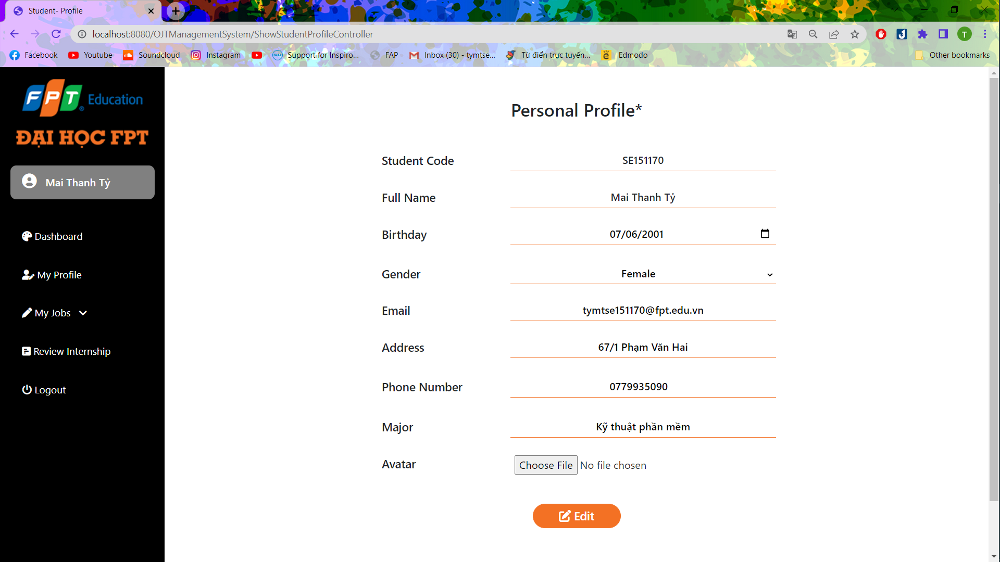 Student- Profile
localhost:8080/OJTManagementSystem/ShowStudentProfileController
T
Facebook Youtube Soundcloud Instagram Support for Inspiro... FAP Inbox (30) - tymtse... Từ điển trực tuyến... Edmodo Other bookmarks
FPT Education
ĐẠI HỌC FPT
Mai Thanh Tỷ
Dashboard
My Profile
My Jobs
Review Internship
Logout
Personal Profile*
Student Code SE151170
Full Name Mai Thanh Tỷ
Birthday 07/06/2001
Gender Female
Email tymtse151170@fpt.edu.vn
Address 67/1 Phạm Văn Hai
Phone Number 0779935090
Major Kỹ thuật phần mềm
Avatar Choose File No file chosen
Edit